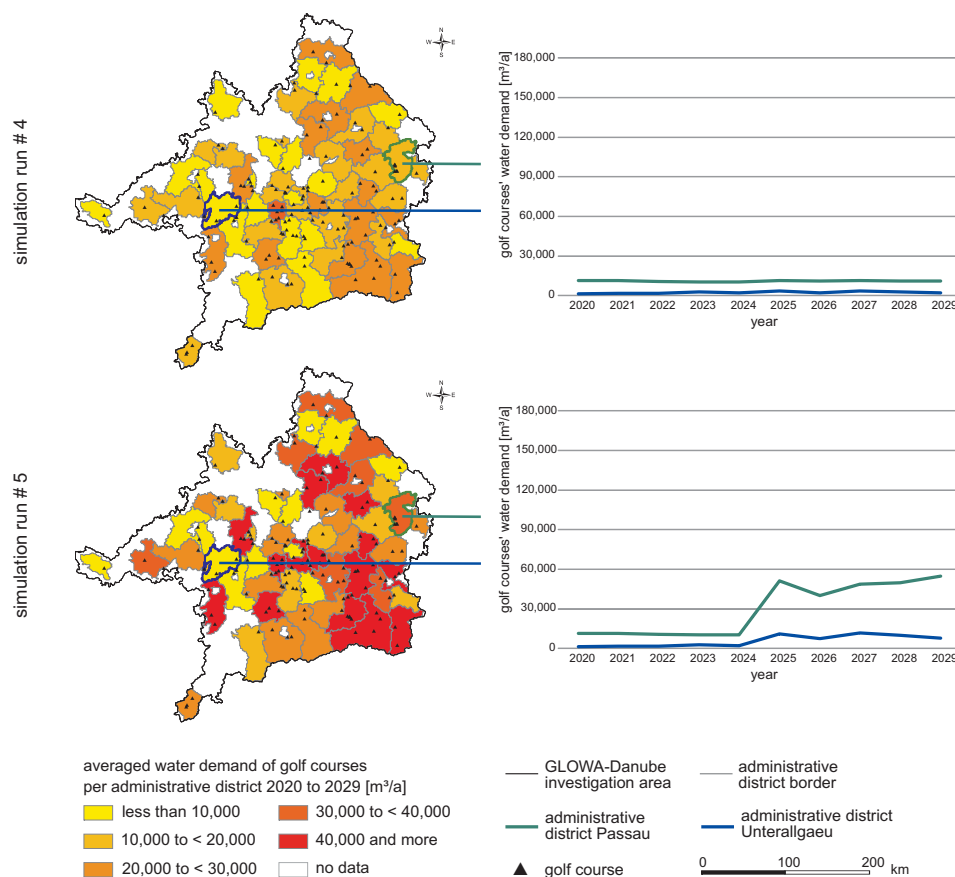 simulation run # 4
N
W E
S
golf courses' water demand [m³/a]
180,000
150,000
120,000
90,000
60,000
30,000
0
2020 2021 2022 2023 2024 2025 2026 2027 2028 2029
year
simulation run # 5
N
W E
S
golf courses' water demand [m³/a]
180,000
150,000
120,000
90,000
60,000
30,000
0
2020 2021 2022 2023 2024 2025 2026 2027 2028 2029
year
averaged water demand of golf courses
per administrative district 2020 to 2029 [m³/a]
less than 10,000
10,000 to < 20,000
20,000 to < 30,000
30,000 to < 40,000
40,000 and more
no data
GLOWA-Danube
investigation area
administrative
district border
administrative
district Passau
administrative district
Unterallgaeu
golf course
0 100 200 km